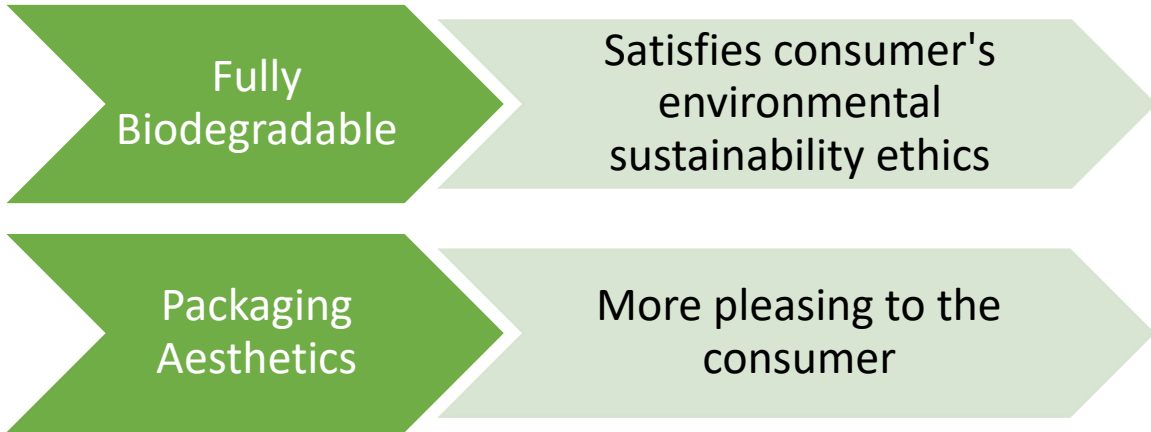 Fully
Biodegradable
Satisfies consumer's
environmental
sustainability ethics
Packaging
Aesthetics
More pleasing to the
consumer